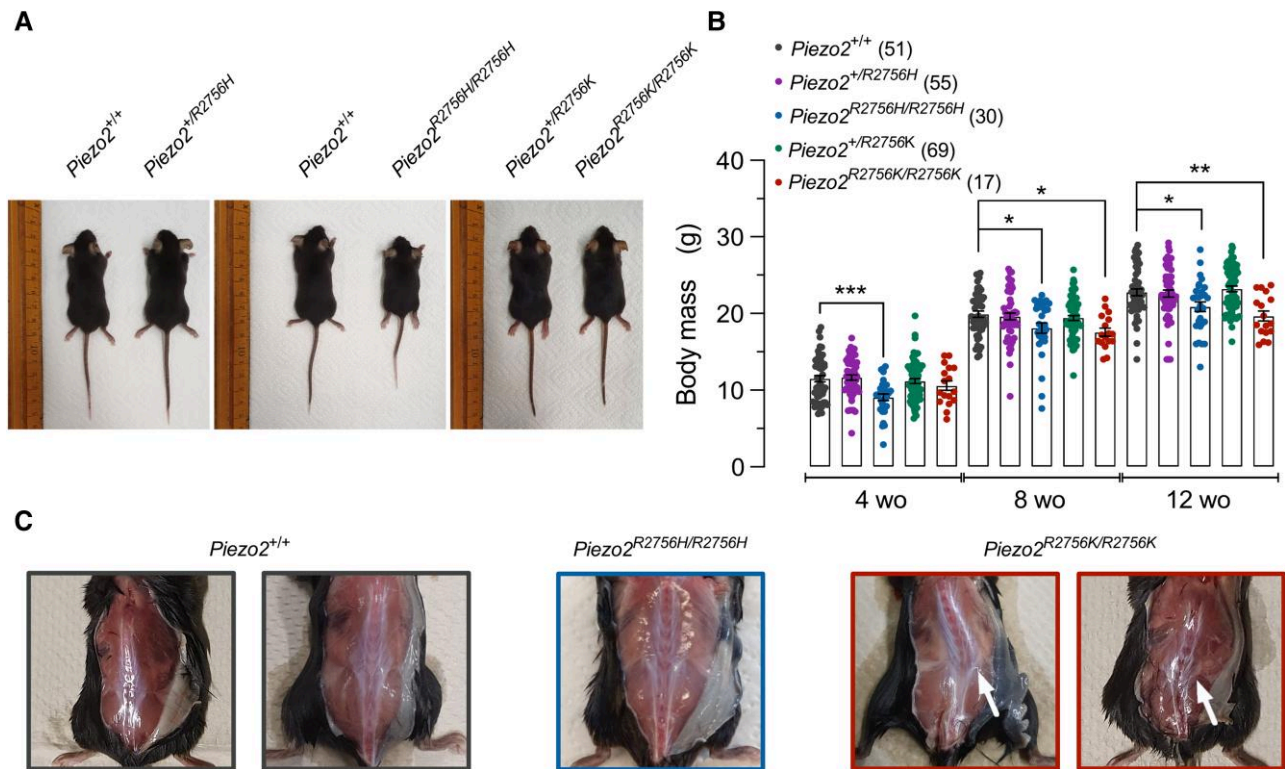 A
Piezo2+/+
Piezo2+/R2756H
Piezo2+/+
Piezo2R2756H/R2756H
Piezo2+/R2756K
Piezo2R2756K/R2756K
B
Piezo2+/+ (51)
Piezo2+/R2756H (55)
Piezo2R2756H/R2756H (30)
Piezo2+/R2756K (69)
Piezo2R2756K/R2756K (17)
Body mass (g)
40
30
20
10
0
***
*
*
*
**
4 wo
8 wo
12 wo
C
Piezo2+/+
Piezo2R2756H/R2756H
Piezo2R2756K/R2756K